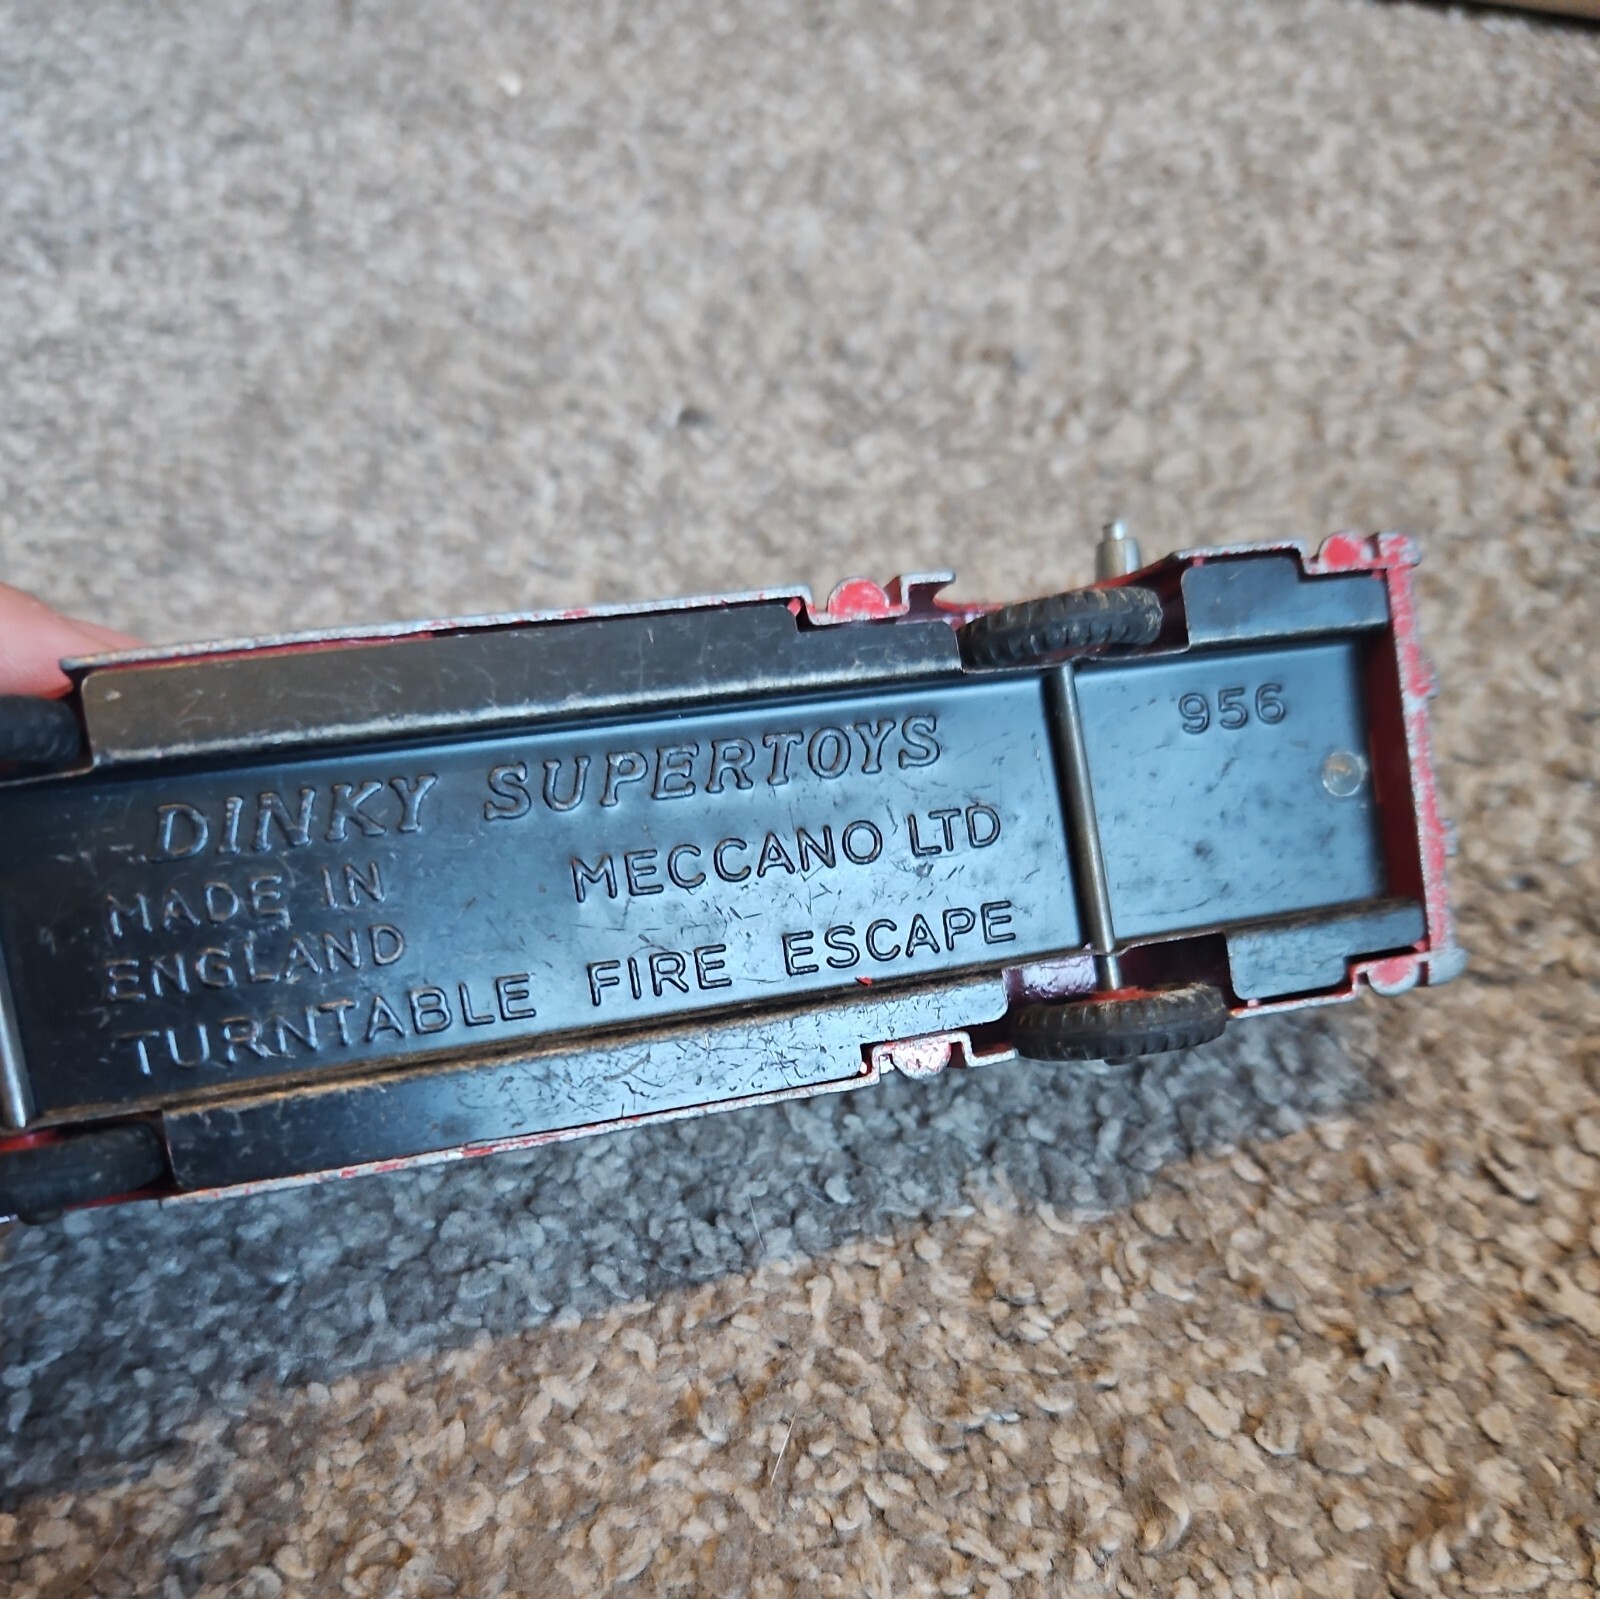 956
DINKY SUPERTOYS
MADE IN MECCANO LTD
ENGLAND
TURNTABLE FIRE ESCAPE